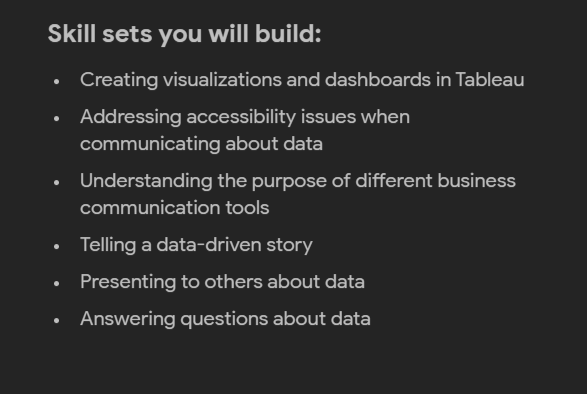 Skill sets you will build:
• Creating visualizations and dashboards in Tableau
• Addressing accessibility issues when
communicating about data
• Understanding the purpose of different business
communication tools
• Telling a data-driven story
• Presenting to others about data
• Answering questions about data